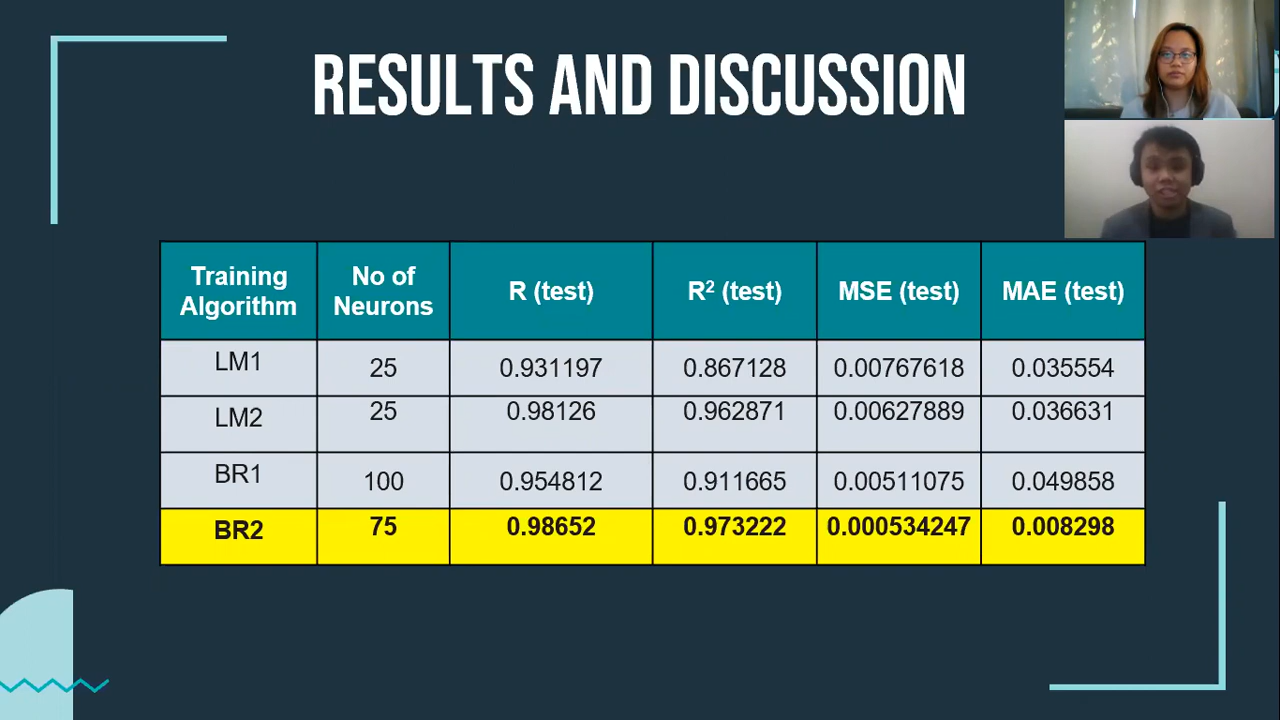 RESULTS AND DISCUSSION
Training Algorithm No of Neurons R (test) R² (test) MSE (test) MAE (test)
LM1 25 0.931197 0.867128 0.00767618 0.035554
LM2 25 0.98126 0.962871 0.00627889 0.036631
BR1 100 0.954812 0.911665 0.00511075 0.049858
BR2 75 0.98652 0.973222 0.000534247 0.008298